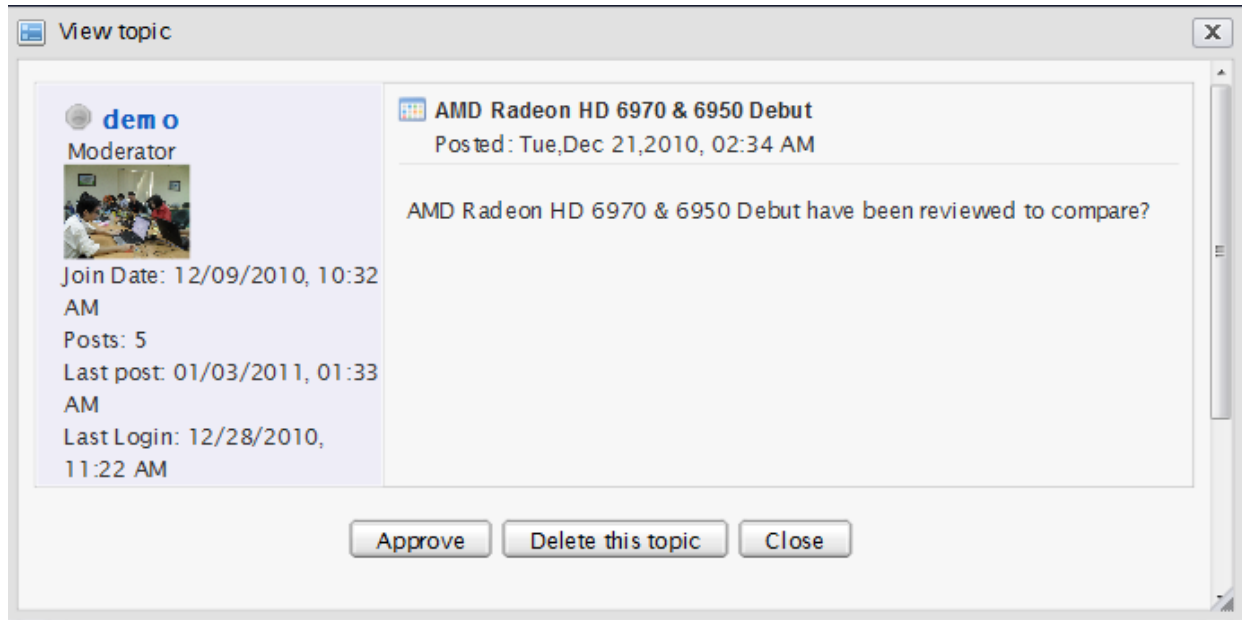 View topic
demo
Moderator
Join Date: 12/09/2010, 10:32
AM
Posts: 5
Last post: 01/03/2011, 01:33
AM
Last Login: 12/28/2010,
11:22 AM
AMD Radeon HD 6970 & 6950 Debut
Posted: Tue,Dec 21,2010, 02:34 AM
AMD Radeon HD 6970 & 6950 Debut have been reviewed to compare?
Approve Delete this topic Close